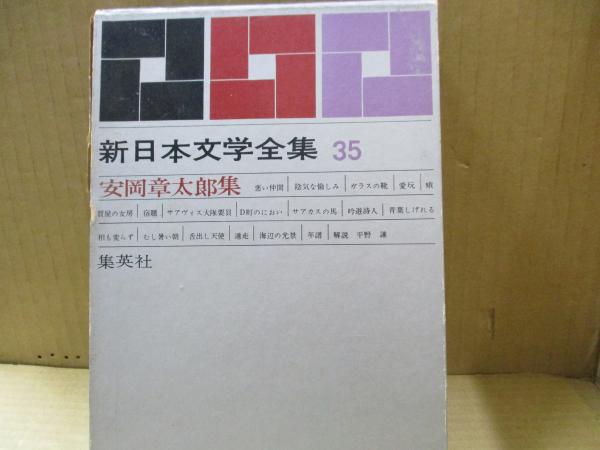 新日本文学全集 35
安岡章太郎集 悪い仲間 陰気な愉しみ ガラスの靴 愛玩 蛾
質屋の女房 宿題 サアヴィス大隊要員 D町のにおい サアカスの馬 吟遊詩人 青葉しげれる
相も変らず むし暑い朝 舌出し天使 遁走 海辺の光景 年譜 解説 平野 謙
集英社